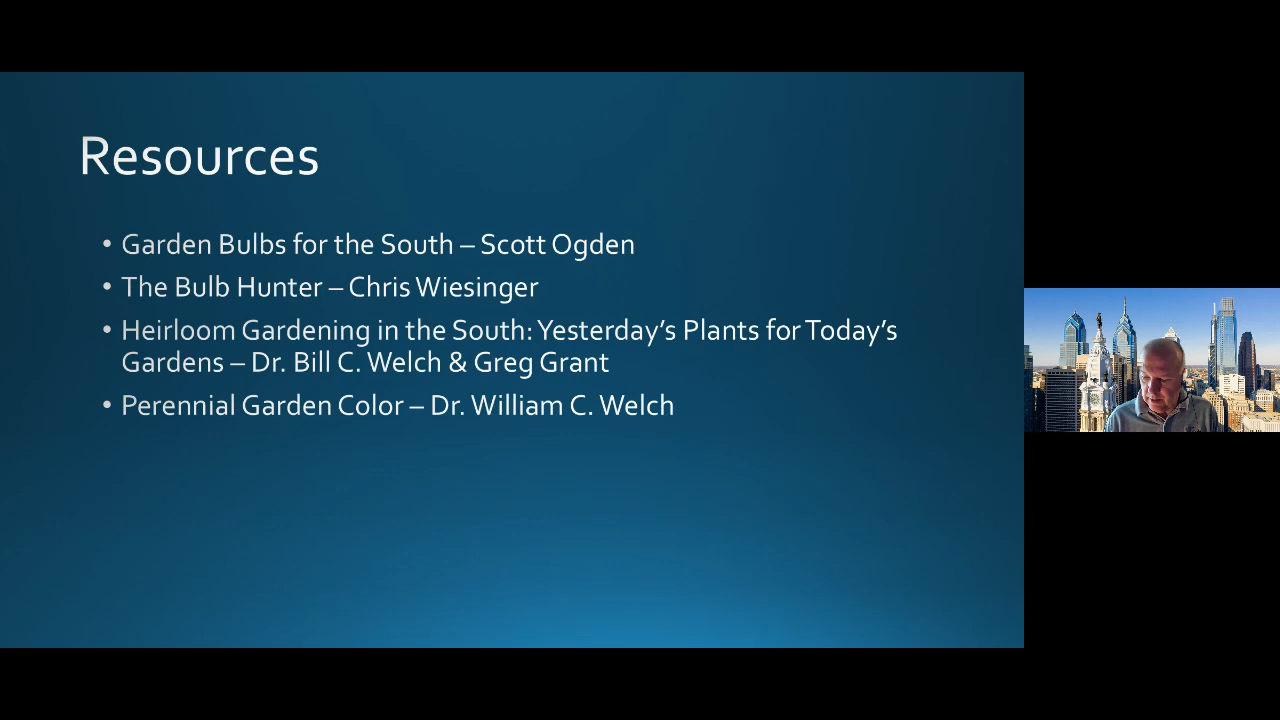 Resources
• Garden Bulbs for the South – Scott Ogden
• The Bulb Hunter – Chris Wiesinger
• Heirloom Gardening in the South: Yesterday’s Plants for Today’s
Gardens – Dr. Bill C. Welch & Greg Grant
• Perennial Garden Color – Dr. William C. Welch